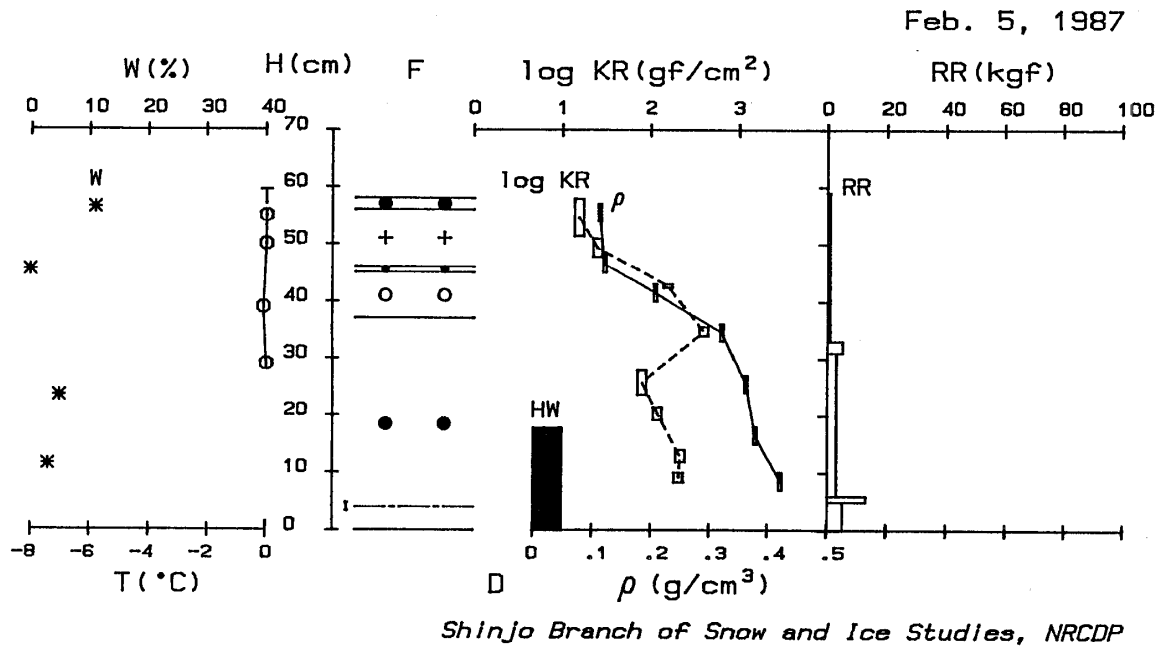 Feb. 5, 1987
W(%) H(cm) F log KR(gf/cm²) RR(kgf)
0 10 20 30 40 0 1 2 3 0 20 40 60 80 100
70
W 60 T log KR ρ RR
50
40
30
20 HW
10
I 0
-8 -6 -4 -2 0 0 .1 .2 .3 .4 .5
T(°C) D ρ (g/cm³)
Shinjo Branch of Snow and Ice Studies, NRCDP